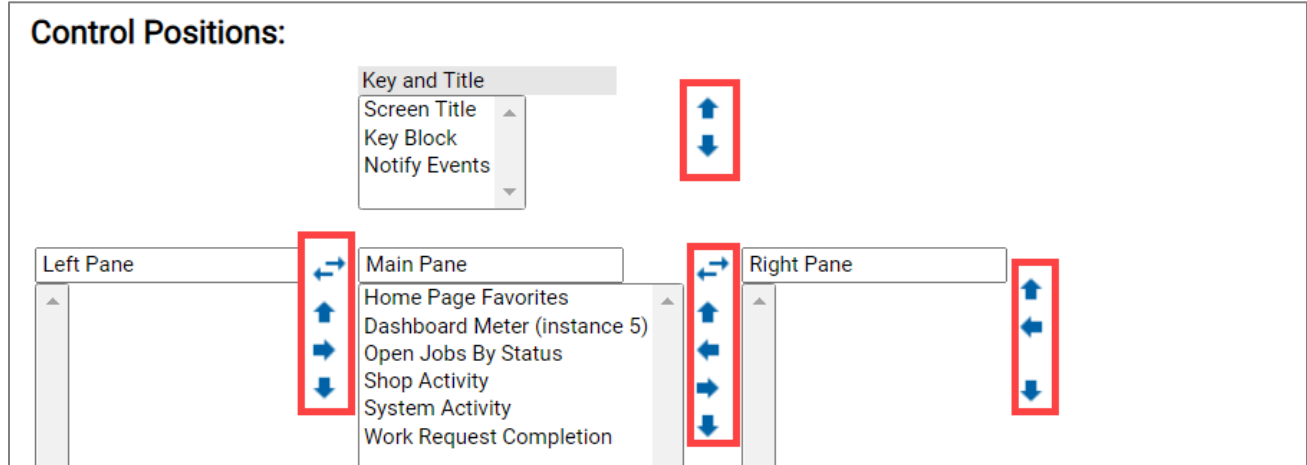 Control Positions:
Key and Title
Screen Title
Key Block
Notify Events
Left Pane
Main Pane
Right Pane
Home Page Favorites
Dashboard Meter (instance 5)
Open Jobs By Status
Shop Activity
System Activity
Work Request Completion